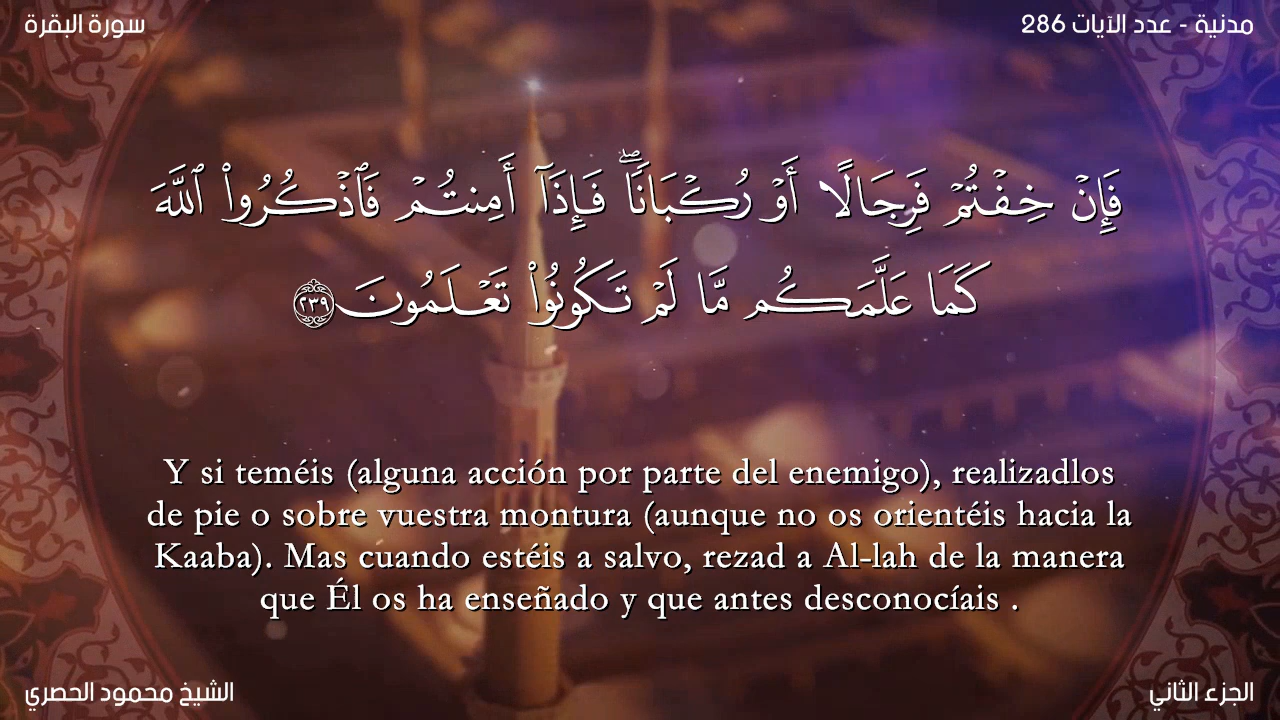 سورة البقرة
مدنية - عدد الآيات 286
فَإِنۡ خِفۡتُمۡ فَرِجَالًا أَوۡ رُكۡبَانٗاۖ فَإِذَآ أَمِنتُمۡ فَٱذۡكُرُواْ ٱللَّهَ
كَمَا عَلَّمَكُم مَّا لَمۡ تَكُونُواْ تَعۡلَمُونَ ٢٣٩
Y si teméis (alguna acción por parte del enemigo), realizadlos
de pie o sobre vuestra montura (aunque no os orientéis hacia la
Kaaba). Mas cuando estéis a salvo, rezad a Al-lah de la manera
que Él os ha enseñado y que antes desconocíais .
الشيخ محمود الحصري
الجزء الثاني